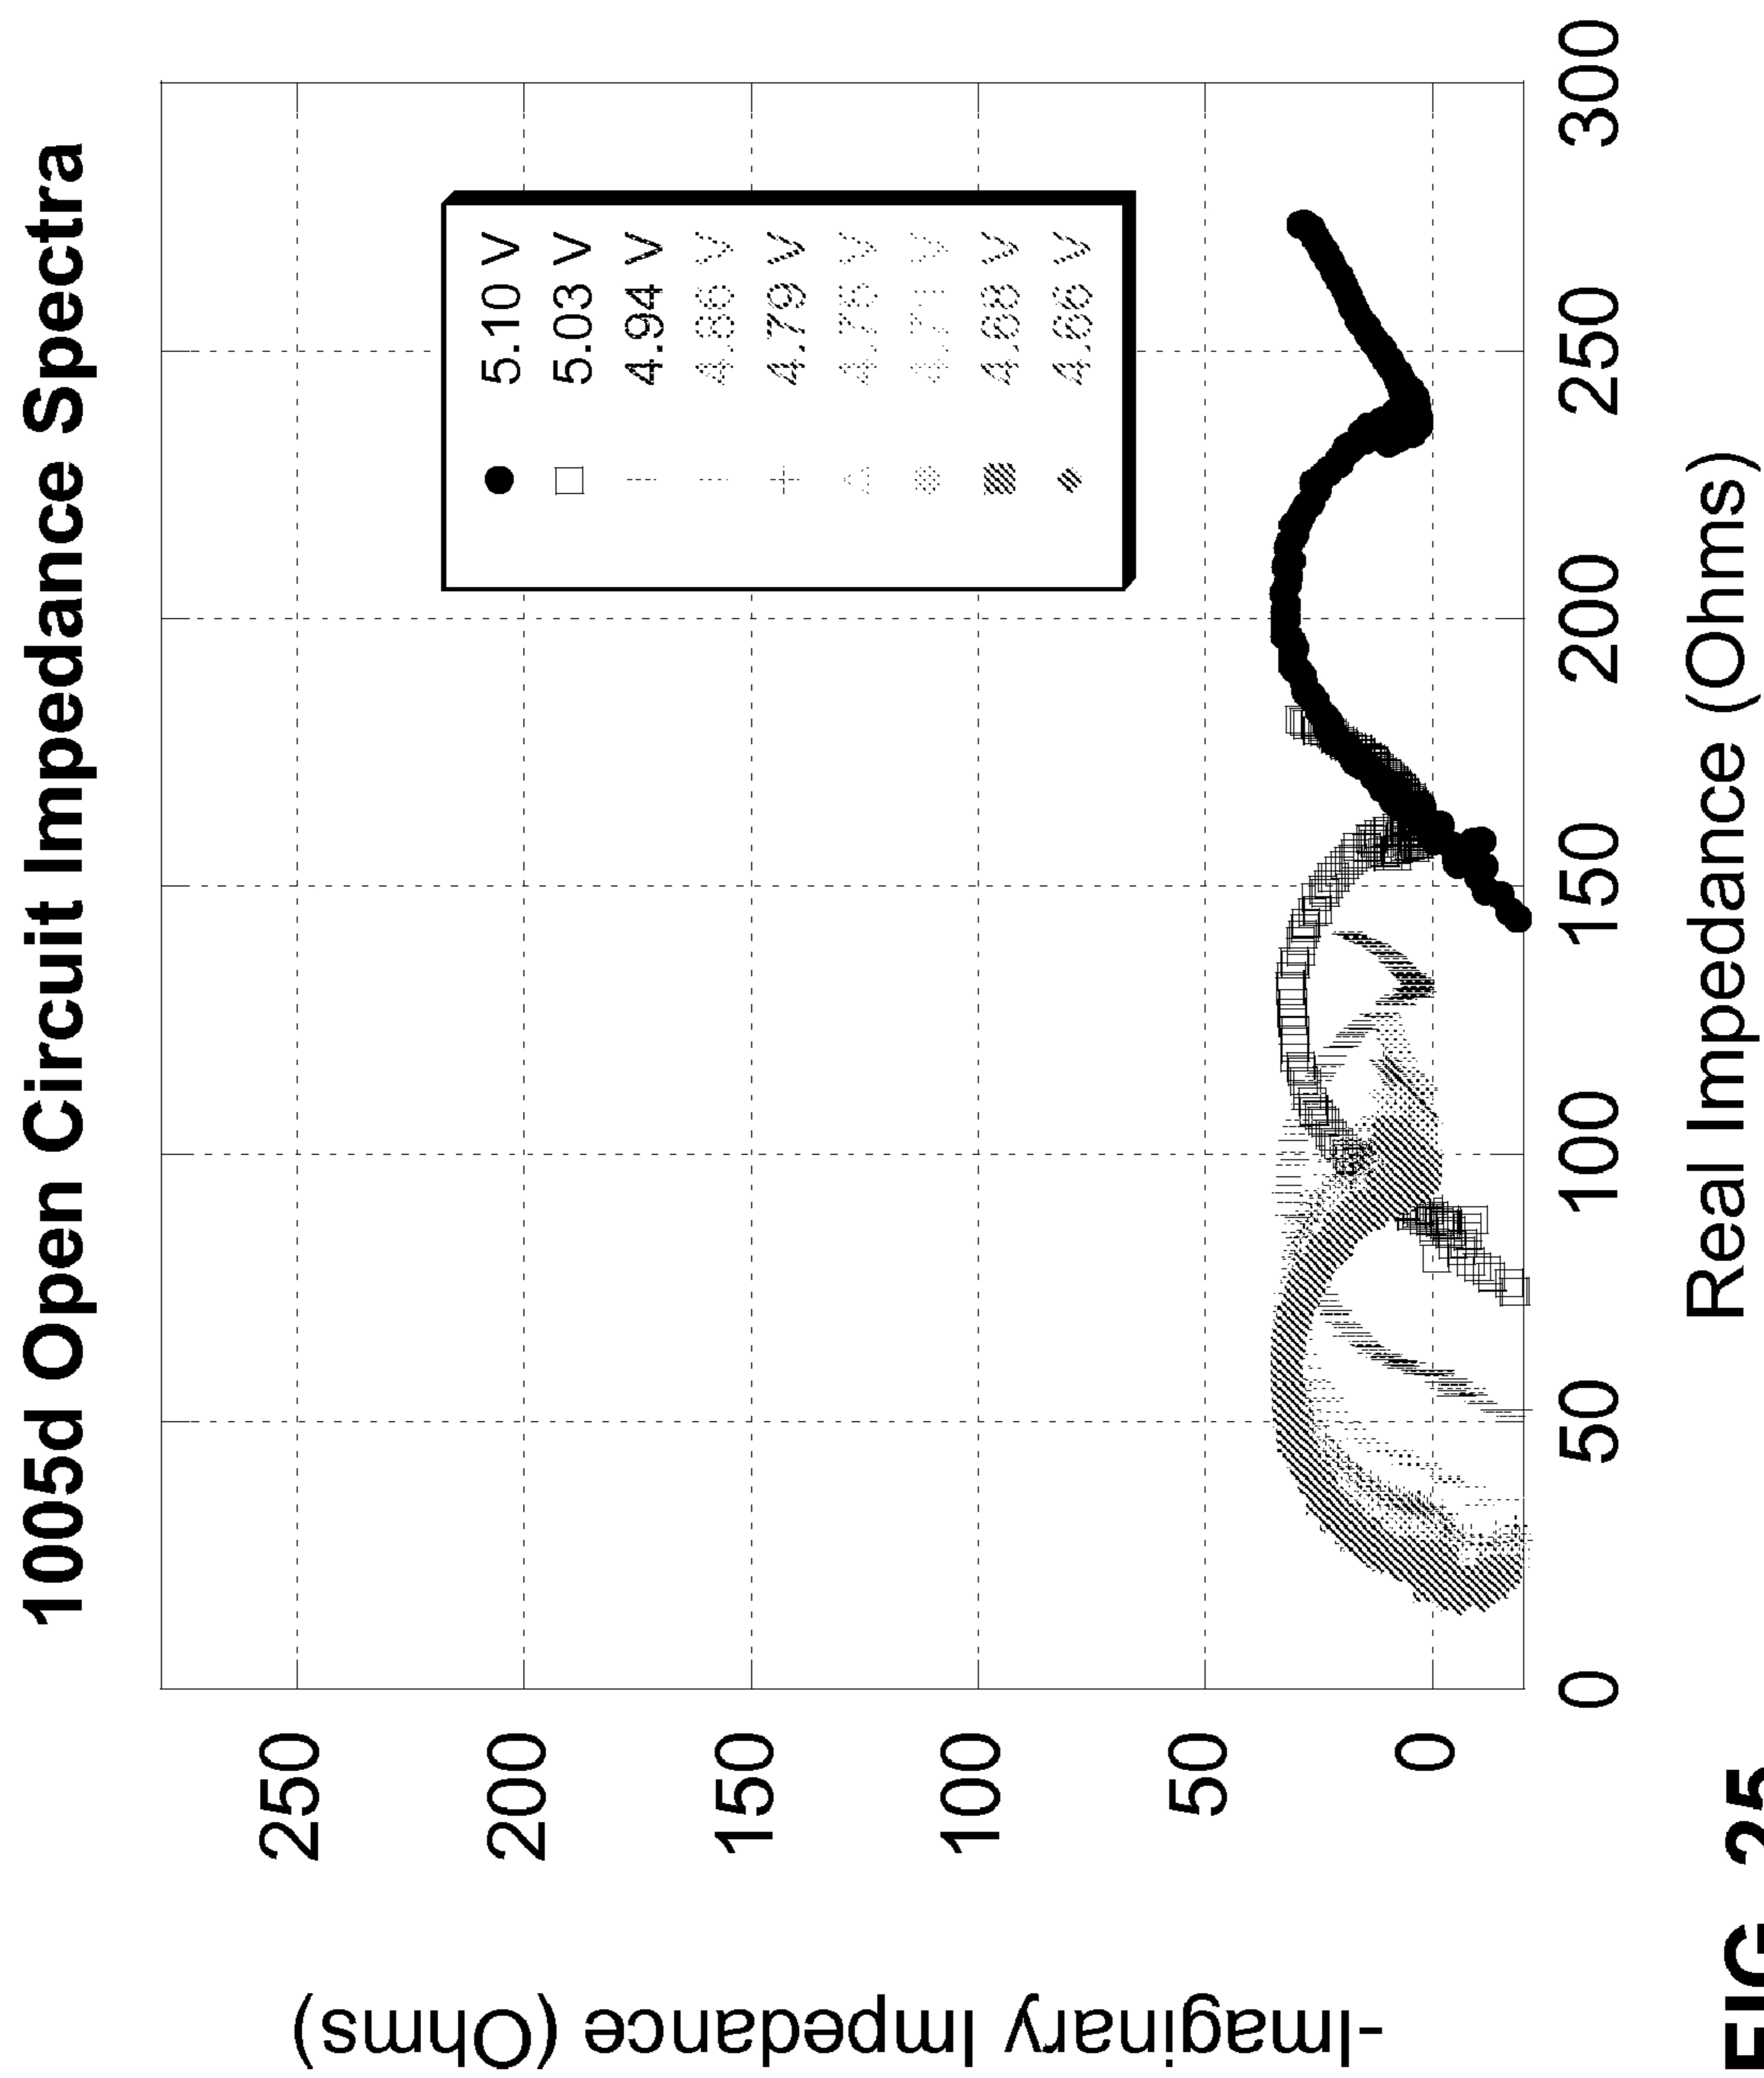 1005d Open Circuit Impedance Spectra
-Imaginary Impedance (Ohms)
250
200
150
100
50
0
5.10 V
5.03 V
4.94 V
4.86 V
4.79 V
4.71 V
4.68 V
4.66 V
0
50
100
150
200
250
300
Real Impedance (Ohms)
FIG. 25